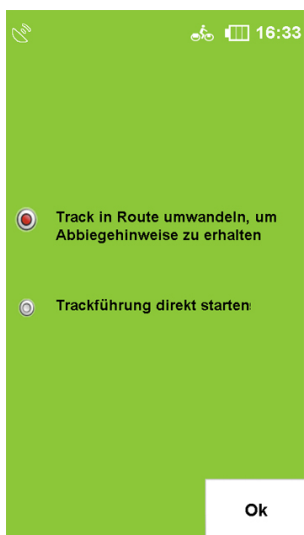 16:33
Track in Route umwandeln, um
Abbiegehinweise zu erhalten
Trackführung direkt starten
Ok